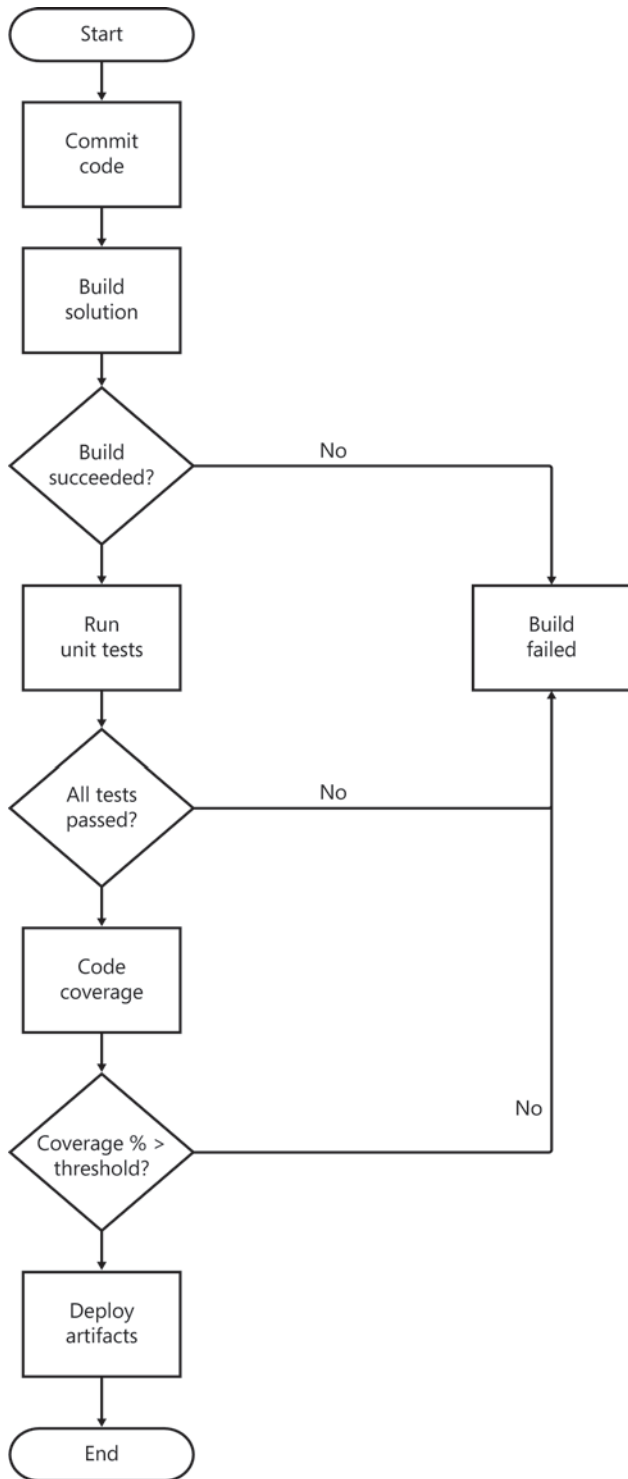 Start
Commit
code
Build
solution
Build
succeeded?
No
Run
unit tests
Build
failed
All tests
passed?
No
Code
coverage
Coverage % >
threshold?
No
Deploy
artifacts
End